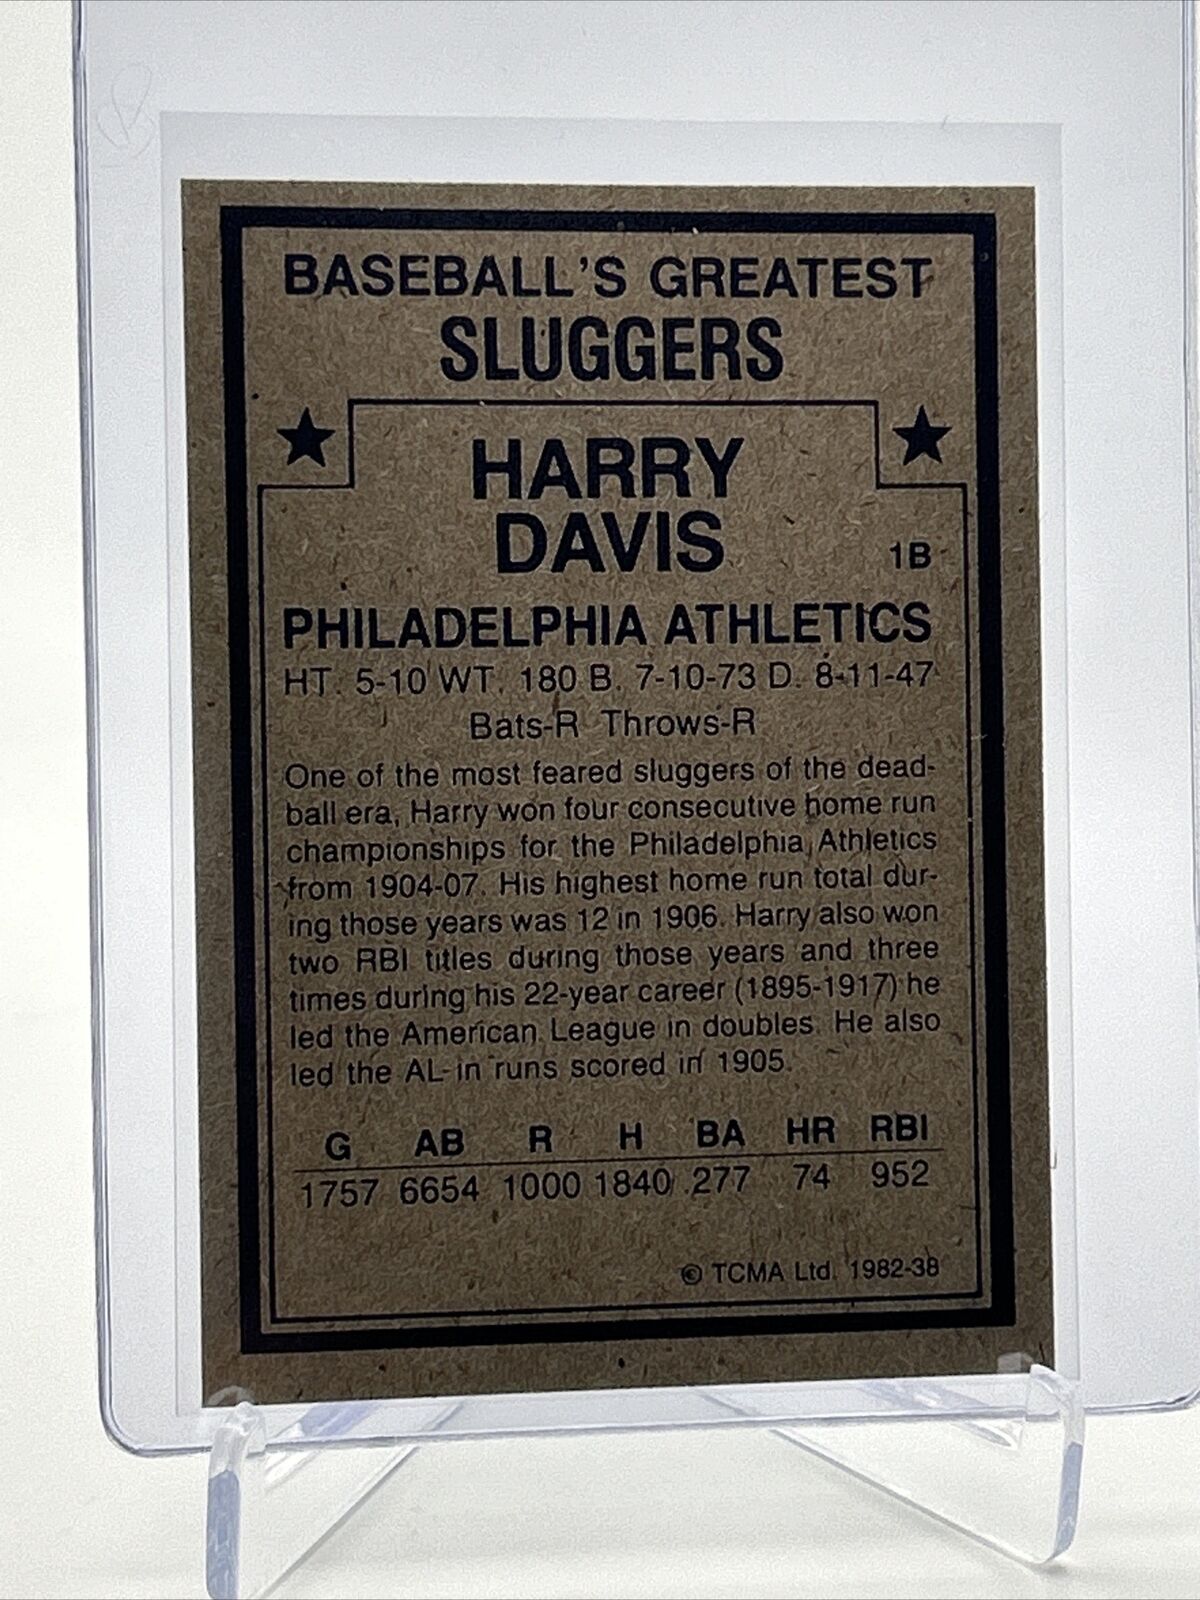 BASEBALL'S GREATEST
SLUGGERS
HARRY
DAVIS
1B
PHILADELPHIA ATHLETICS
HT. 5-10 WT. 180 B. 7-10-73 D. 8-11-47
Bats-R Throws-R
One of the most feared sluggers of the dead-
ball era, Harry won four consecutive home run
championships for the Philadelphia Athletics
from 1904-07. His highest home run total dur-
ing those years was 12 in 1906. Harry also won
two RBI titles during those years and three
times during his 22-year career (1895-1917) he
led the American League in doubles. He also
led the AL in runs scored in 1905.
G AB R H BA HR RBI
1757 6654 1000 1840 .277 74 952
© TCMA Ltd. 1982-38